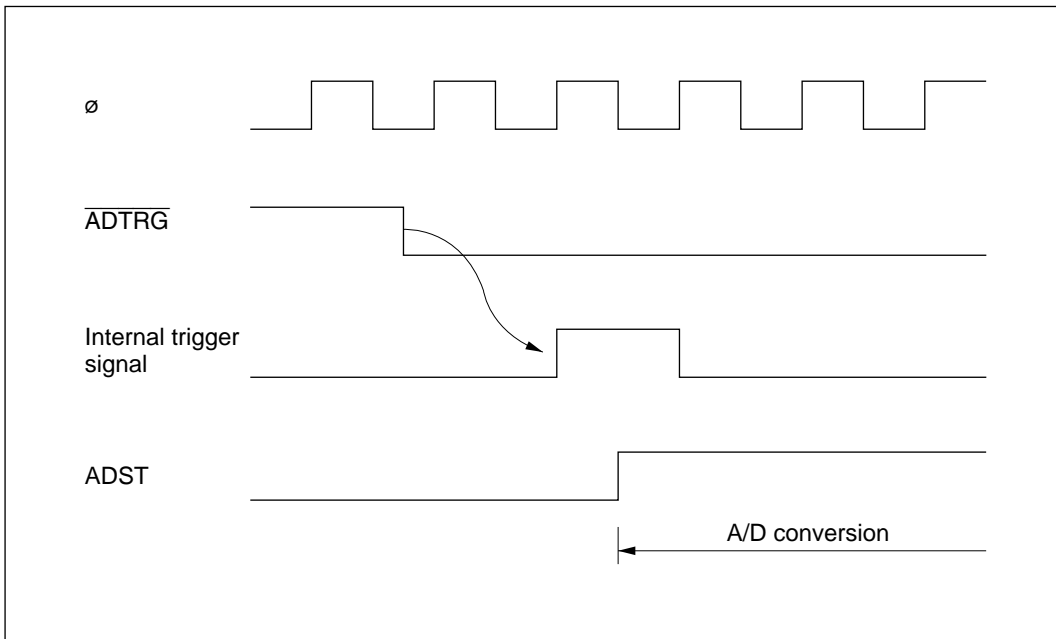 ø
ADTRG
Internal trigger
signal
ADST
A/D conversion